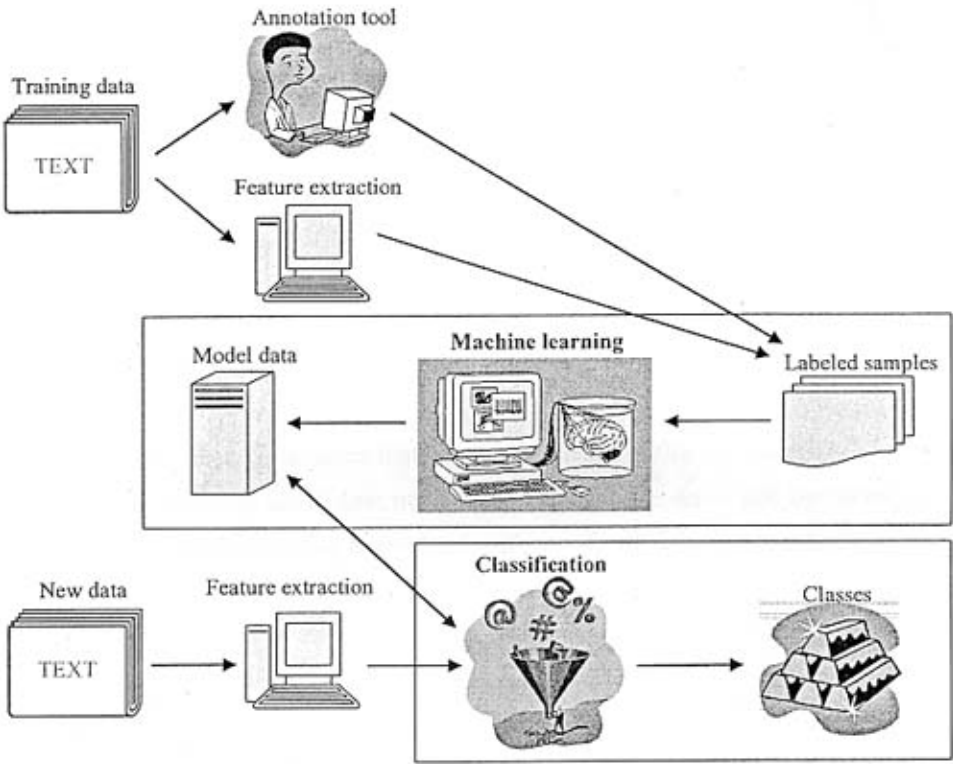 Annotation tool
Training data
TEXT
Feature extraction
Machine learning
Model data
Labeled samples
Classification
New data
Feature extraction
Classes
@
@
%
#
TEXT